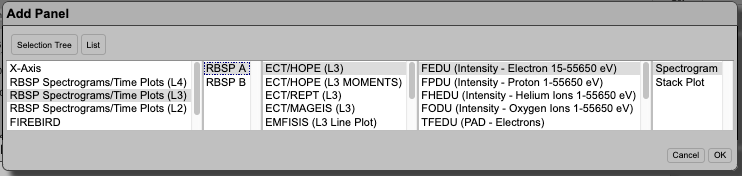 Add Panel
Selection Tree
List
X-Axis
RBSP Spectrograms/Time Plots (L4)
RBSP Spectrograms/Time Plots (L3)
RBSP Spectrograms/Time Plots (L2)
FIREBIRD
RBSP A
RBSP B
ECT/HOPE (L3)
ECT/HOPE (L3 MOMENTS)
ECT/REPT (L3)
ECT/MAGEIS (L3)
EMFISIS (L3 Line Plot)
FEDU (Intensity - Electron 15-55650 eV)
FPDU (Intensity - Proton 1-55650 eV)
FHEDU (Intensity - Helium Ions 1-55650 eV)
FODU (Intensity - Oxygen Ions 1-55650 eV)
TFEDU (PAD - Electrons)
Spectrogram
Stack Plot
Cancel
OK